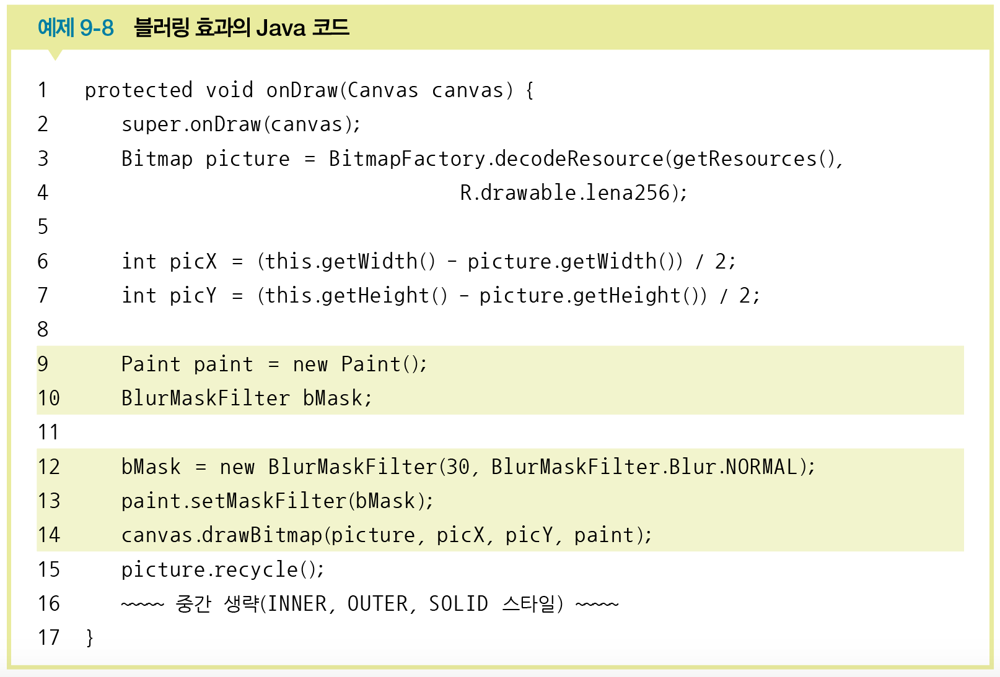 예제 9-8 블러링 효과의 Java 코드
1 protected void onDraw(Canvas canvas) {
2 super.onDraw(canvas);
3 Bitmap picture = BitmapFactory.decodeResource(getResources(),
4 R.drawable.lena256);
5
6 int picX = (this.getWidth() - picture.getWidth()) / 2;
7 int picY = (this.getHeight() - picture.getHeight()) / 2;
8
9 Paint paint = new Paint();
10 BlurMaskFilter bMask;
11
12 bMask = new BlurMaskFilter(30, BlurMaskFilter.Blur.NORMAL);
13 paint.setMaskFilter(bMask);
14 canvas.drawBitmap(picture, picX, picY, paint);
15 picture.recycle();
16 ~~~~~ 중간 생략(INNER, OUTER, SOLID 스타일) ~~~~~
17 }